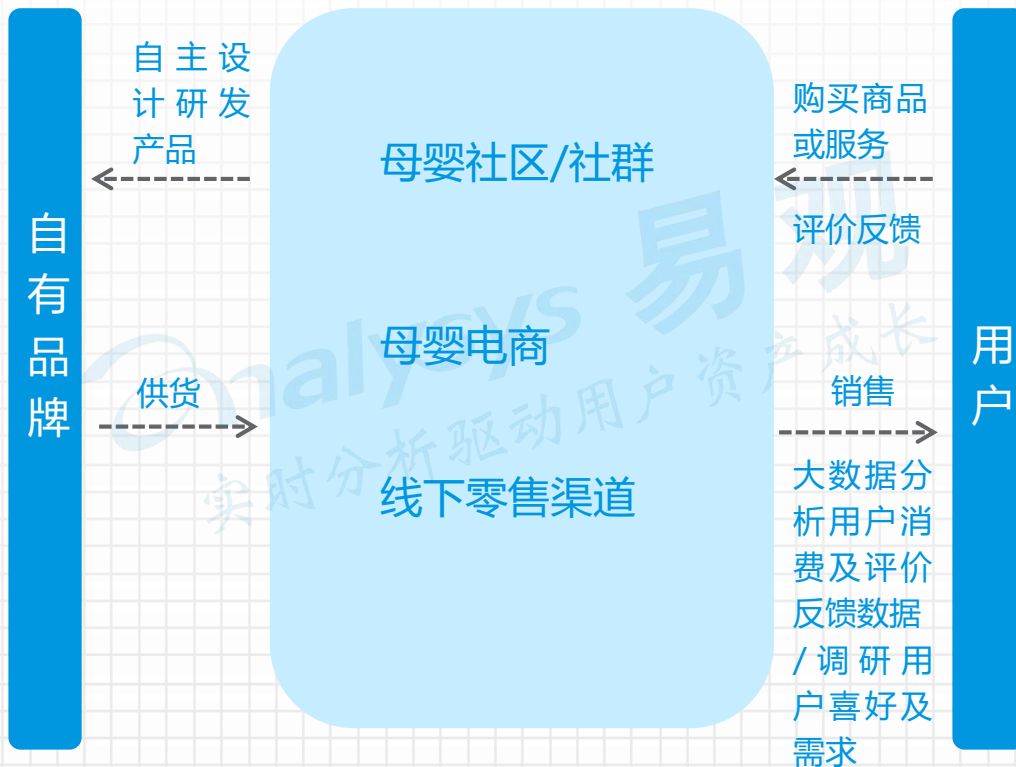 自有品牌
自主设
计研发
产品
供货
母婴社区/社群
母婴电商
线下零售渠道
购买商品
或服务
评价反馈
销售
大数据分
析用户消
费及评价
反馈数据
/调研用
户喜好及
需求
用户
nalysys 易观
实时分析驱动用户资产成长